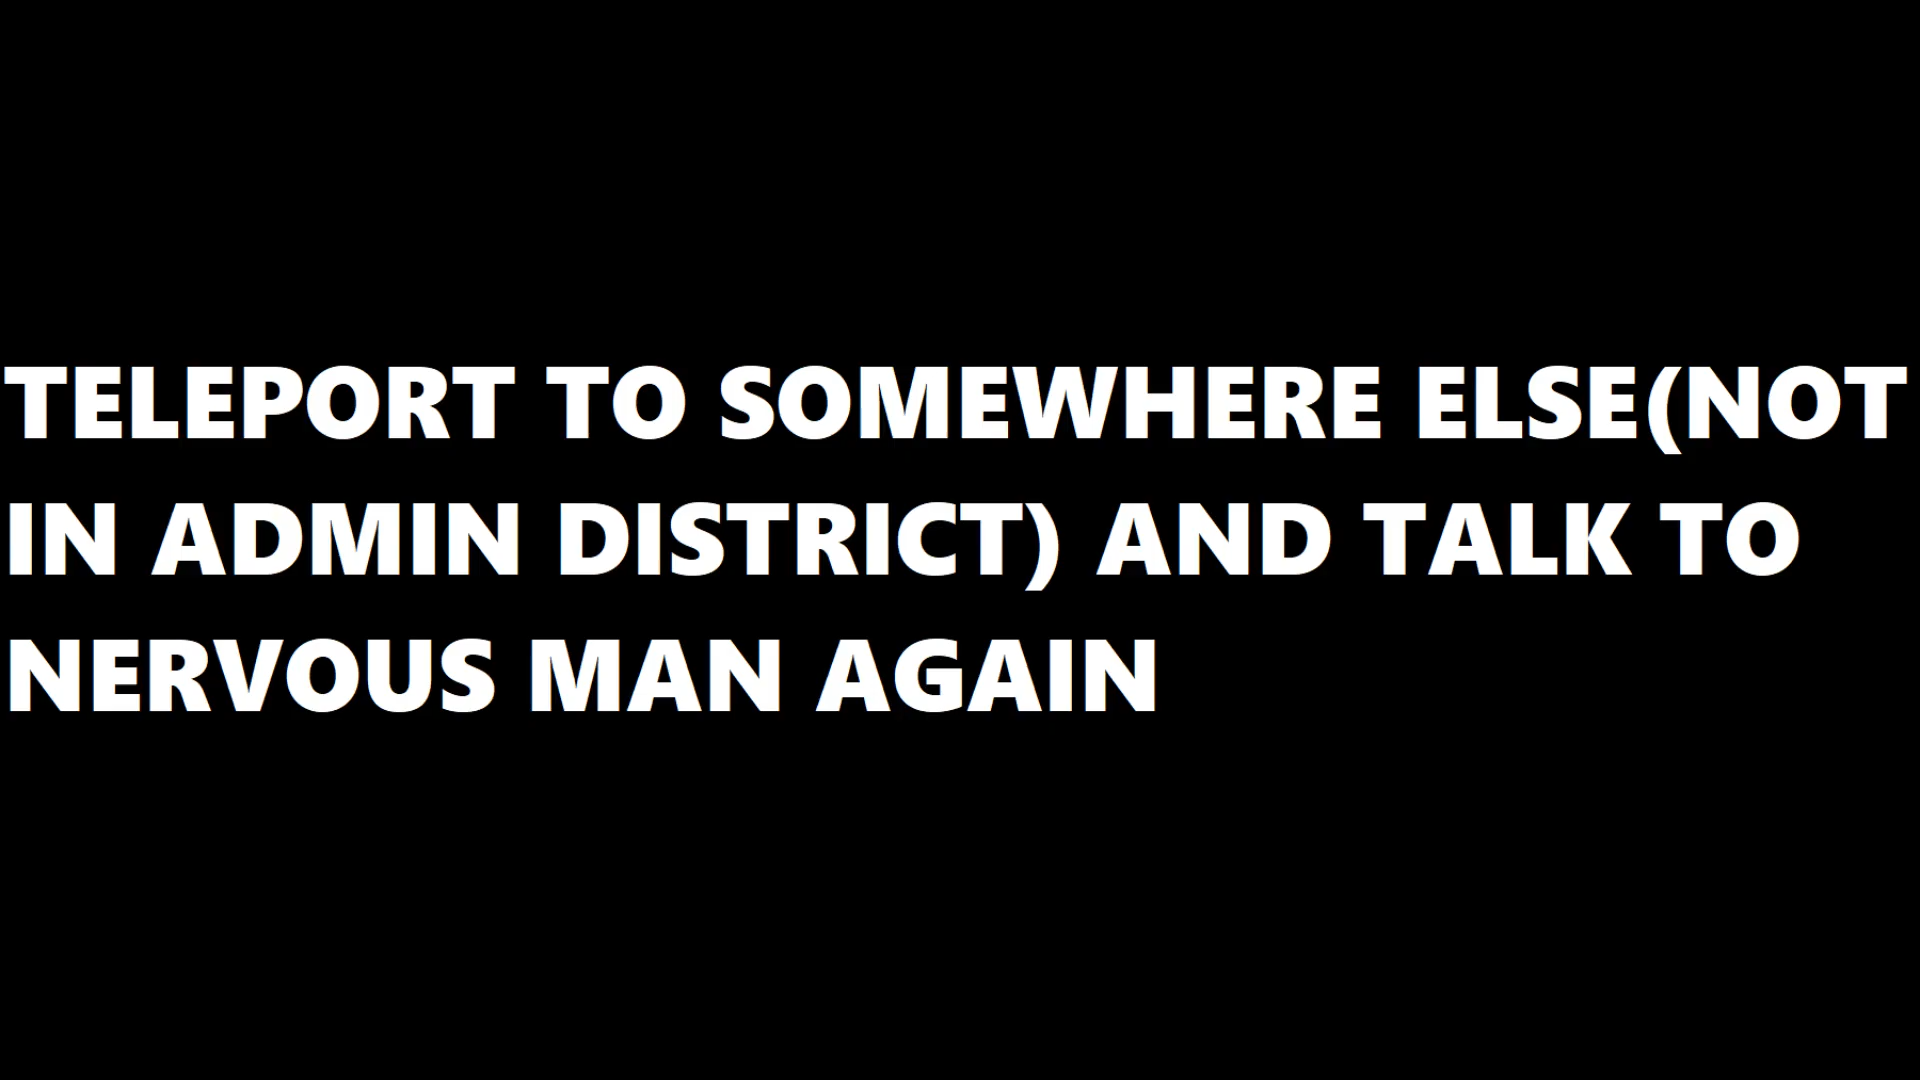 TELEPORT TO SOMEWHERE ELSE(NOT
IN ADMIN DISTRICT) AND TALK TO
NERVOUS MAN AGAIN